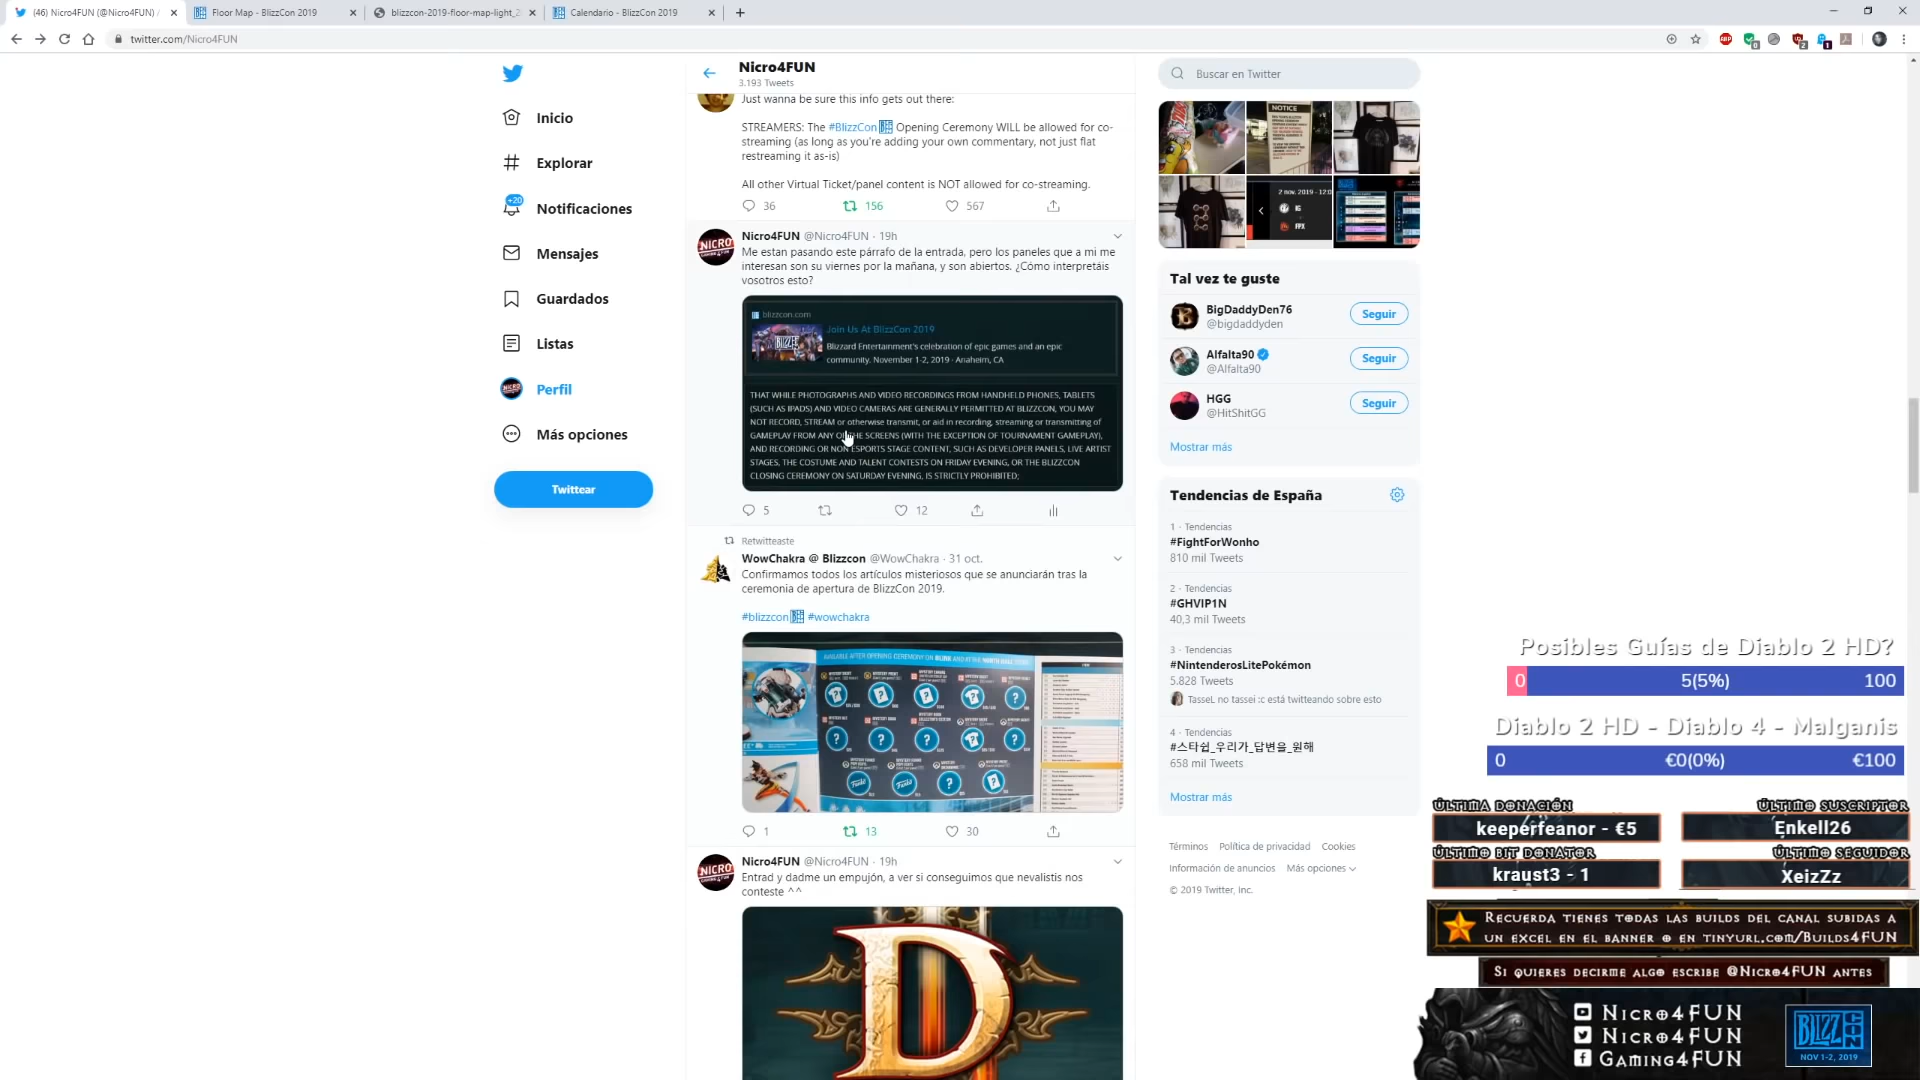 (46) Nicro4FUN (@Nicro4FUN) /
Floor Map - BlizzCon 2019
blizzcon-2019-floor-map-light_2
Calendario - BlizzCon 2019
twitter.com/Nicro4FUN
Inicio
Explorar
+20
Notificaciones
Mensajes
Guardados
Listas
Perfil
Más opciones
Twittear
Nicro4FUN
3.193 Tweets
Just wanna be sure this info gets out there:
STREAMERS: The #BlizzCon Opening Ceremony WILL be allowed for co-
streaming (as long as you're adding your own commentary, not just flat
restreaming it as-is)
All other Virtual Ticket/panel content is NOT allowed for co-streaming.
36 156 567
Nicro4FUN @Nicro4FUN · 19h
Me estan pasando este párrafo de la entrada, pero los paneles que a mi me
interesan son su viernes por la mañana, y son abiertos. ¿Cómo interpretáis
vosotros esto?
blizzcon.com
Join Us At BlizzCon 2019
Blizzard Entertainment's celebration of epic games and an epic
community. November 1-2, 2019 · Anaheim, CA
THAT WHILE PHOTOGRAPHS AND VIDEO RECORDINGS FROM HANDHELD PHONES, TABLETS
(SUCH AS IPADS) AND VIDEO CAMERAS ARE GENERALLY PERMITTED AT BLIZZCON, YOU MAY
NOT RECORD, STREAM or otherwise transmit, or aid in recording, streaming or transmitting of
GAMEPLAY FROM ANY OF THE SCREENS (WITH THE EXCEPTION OF TOURNAMENT GAMEPLAY),
AND RECORDING OR NON ESPORTS STAGE CONTENT, SUCH AS DEVELOPER PANELS, LIVE ARTIST
STAGES, THE COSTUME AND TALENT CONTESTS ON FRIDAY EVENING, OR THE BLIZZCON
CLOSING CEREMONY ON SATURDAY EVENING, IS STRICTLY PROHIBITED;
5 12
Retwitteaste
WowChakra @ Blizzcon @WowChakra · 31 oct.
Confirmamos todos los artículos misteriosos que se anunciarán tras la
ceremonia de apertura de BlizzCon 2019.
#blizzcon #wowchakra
1 13 30
Nicro4FUN @Nicro4FUN · 19h
Entrad y dadme un empujón, a ver si conseguimos que nevalistis nos
conteste ^^
Buscar en Twitter
NOTICE
2 nov. 2019 - 12:0
IG
FPX
Tal vez te guste
BigDaddyDen76
@bigdaddyden
Seguir
Alfalta90
@Alfalta90
Seguir
HGG
@HitShitGG
Seguir
Mostrar más
Tendencias de España
1 · Tendencias
#FightForWonho
810 mil Tweets
2 · Tendencias
#GHVIP1N
40,3 mil Tweets
3 · Tendencias
#NintenderosLitePokémon
5.828 Tweets
TasseL no tassei :c está twitteando sobre esto
4 · Tendencias
#스타쉽_우리가_답변을_원해
658 mil Tweets
Mostrar más
Términos Política de privacidad Cookies
Información de anuncios Más opciones
© 2019 Twitter, Inc.
Posibles Guías de Diablo 2 HD?
0 5(5%) 100
Diablo 2 HD - Diablo 4 - Malganis
0 €0(0%) €100
ÚLTIMA DONACIÓN
keeperfeanor - €5
ÚLTIMO SUSCRIPTOR
Enkell26
ÚLTIMO BIT DONATOR
kraust3 - 1
ÚLTIMO SEGUIDOR
XeizZz
RECUERDA TIENES TODAS LAS BUILDS DEL CANAL SUBIDAS A
UN EXCEL EN EL BANNER O EN TINYURL.COM/BUILDS4FUN
SI QUIERES DECIRME ALGO ESCRIBE @NICRO4FUN ANTES
NICRO4FUN
NICRO4FUN
GAMING4FUN
BLIZZCON
NOV 1-2, 2019